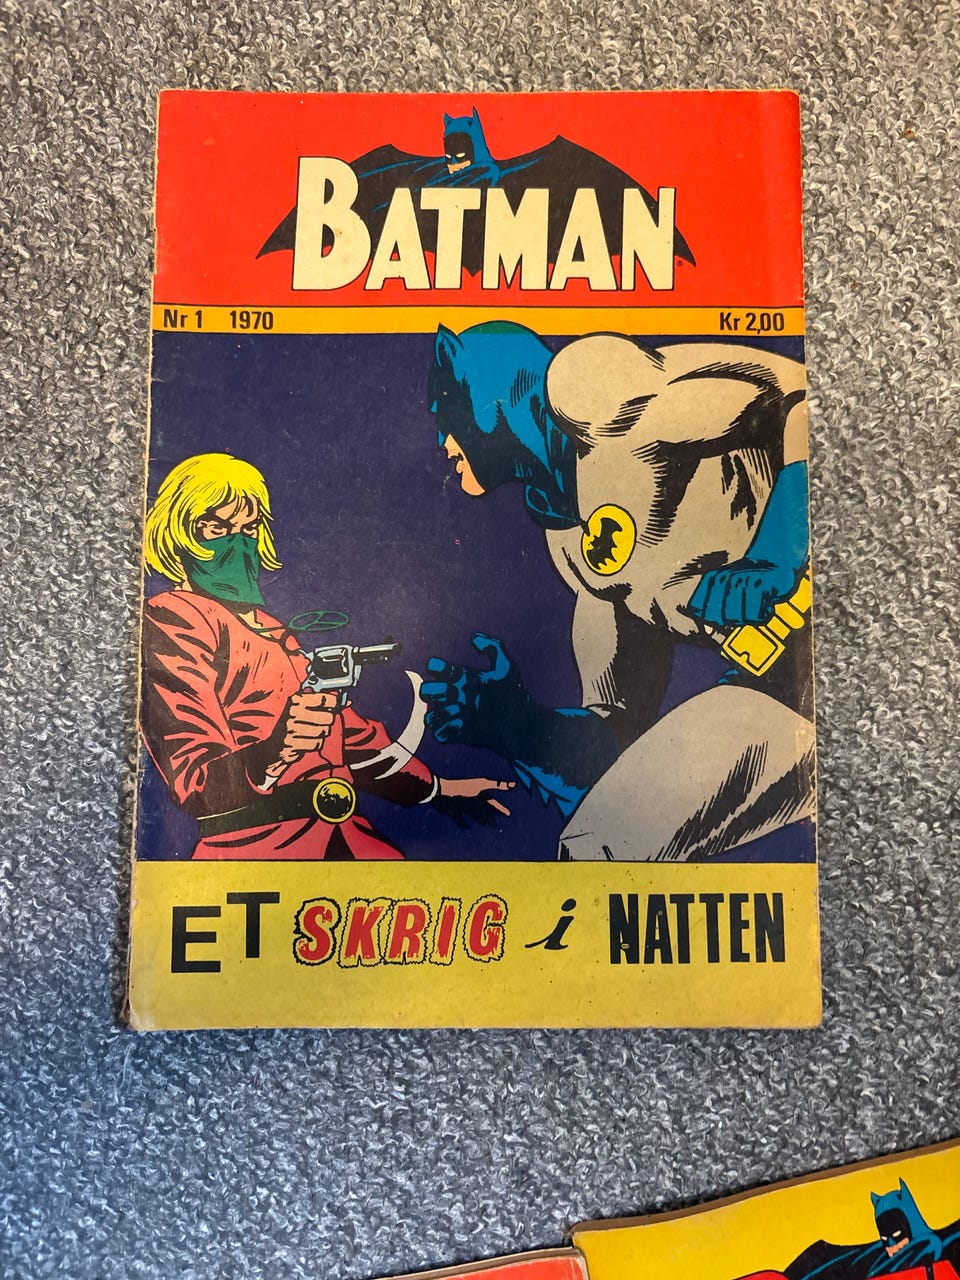 BATMAN
Nr 1 1970 Kr 2,00
ET SKRIG i NATTEN